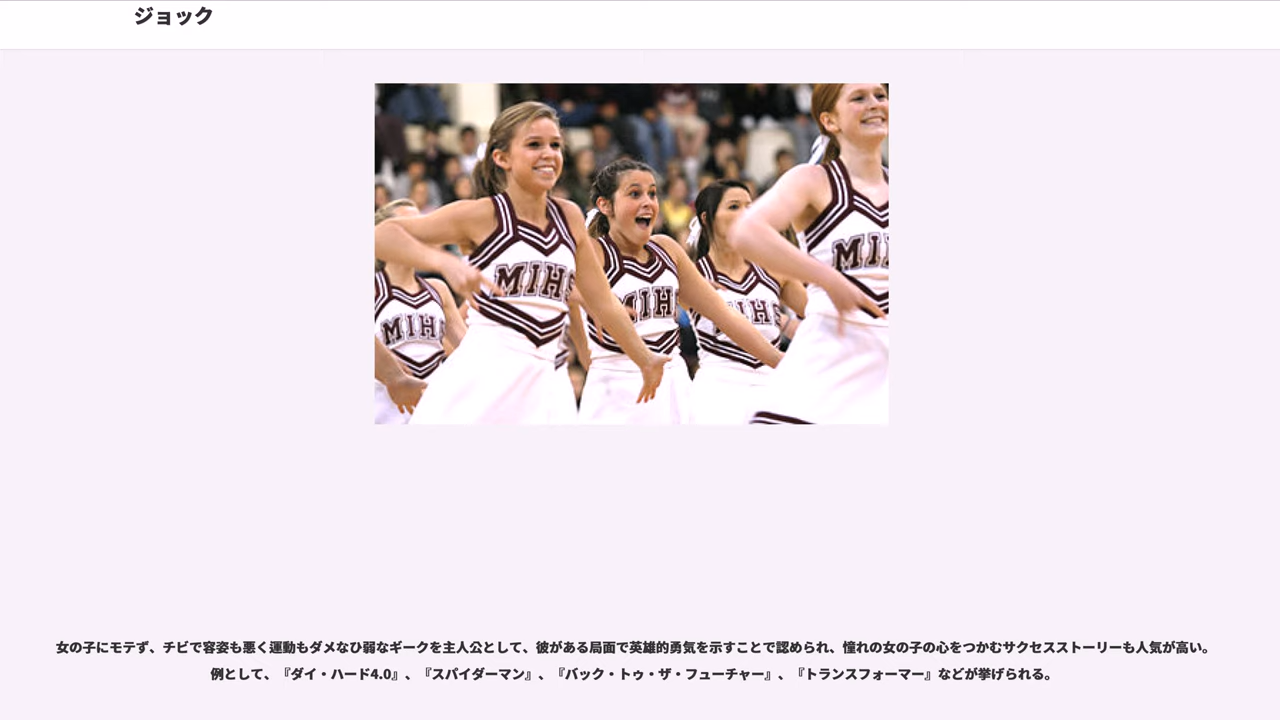 ジョック
MIHS
MIH
MIHS
MIH
MI
女の子にモテず、チビで容姿も悪く運動もダメなひ弱なギークを主人公として、彼がある局面で英雄的勇気を示すことで認められ、憧れの女の子の心をつかむサクセスストーリーも人気が高い。
例として、『ダイ・ハード4.0』、『スパイダーマン』、『バック・トゥ・ザ・フューチャー』、『トランスフォーマー』などが挙げられる。